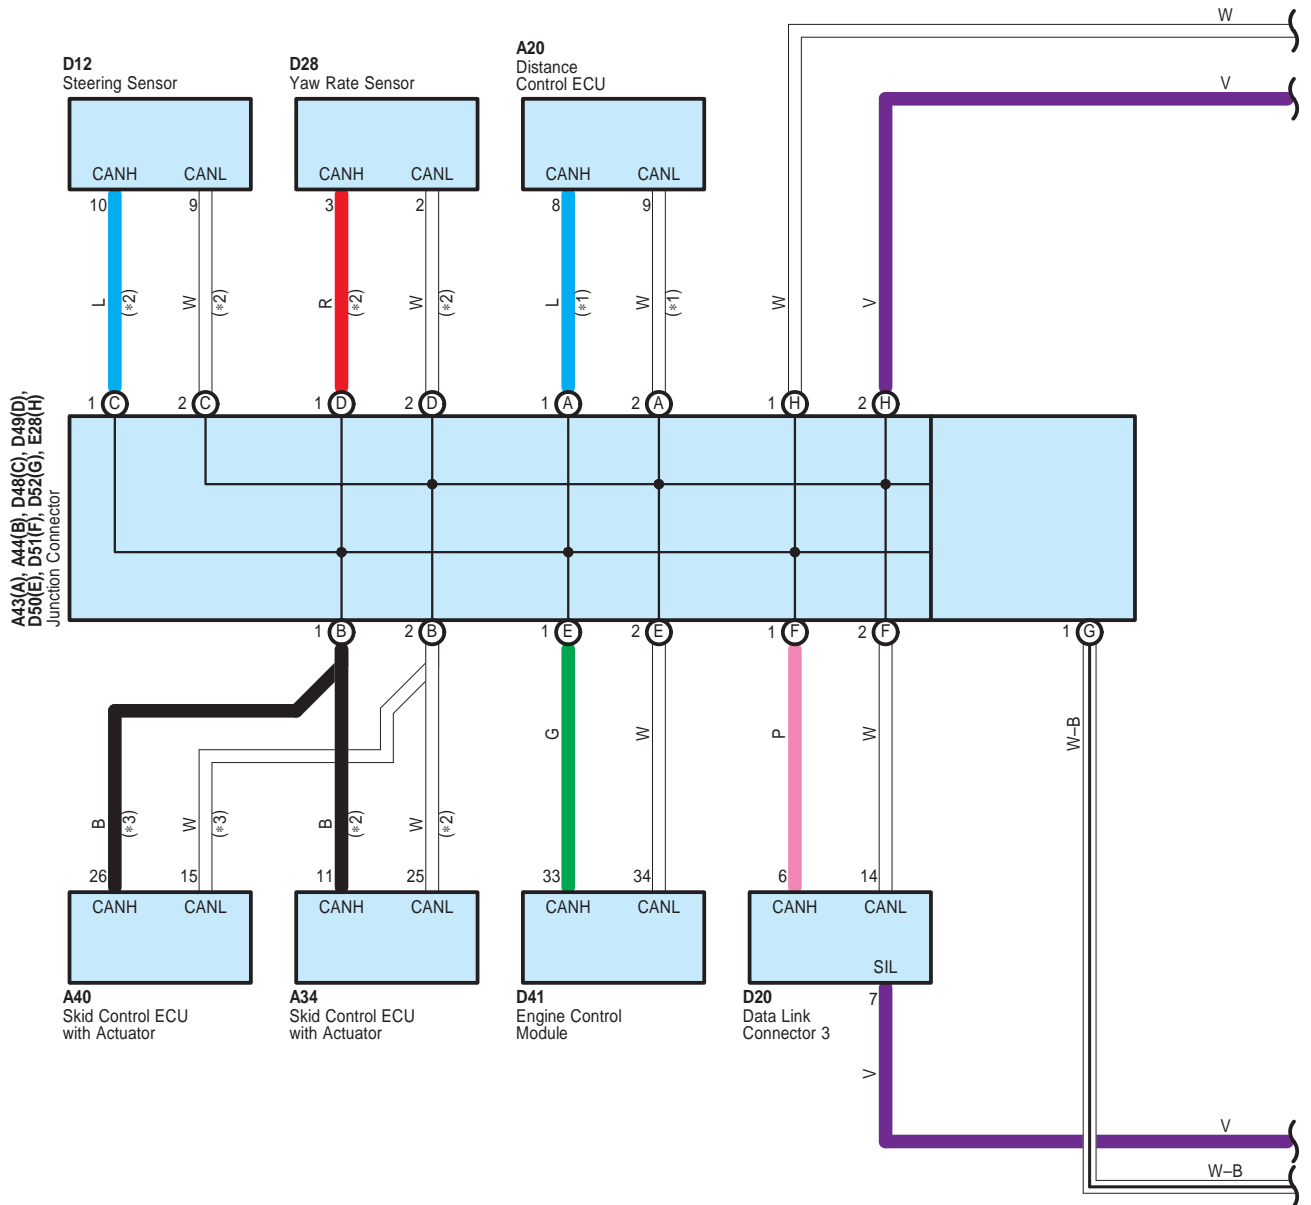 W
D12
Steering Sensor
D28
Yaw Rate Sensor
A20
Distance
Control ECU
V
CANH CANL
CANH CANL
CANH CANL
10 9
3 2
8 9
L (*2) W (*2)
R (*2) W (*2)
L (*1) W (*1)
W V
1 C 2 C 1 D 2 D 1 A 2 A 1 H 2 H
A43(A), A44(B), D48(C), D49(D),
D50(E), D51(F), D52(G), E28(H)
Junction Connector
1 B 2 B 1 E 2 E 1 F 2 F 1 G
G W P W W–B
B (*3) W (*3) B (*2) W (*2)
26 15 11 25 33 34 6 14
CANH CANL
CANH CANL
CANH CANL
CANH CANL
SIL
A40
Skid Control ECU
with Actuator
A34
Skid Control ECU
with Actuator
D41
Engine Control
Module
D20
Data Link
Connector 3
7
V
V
W–B